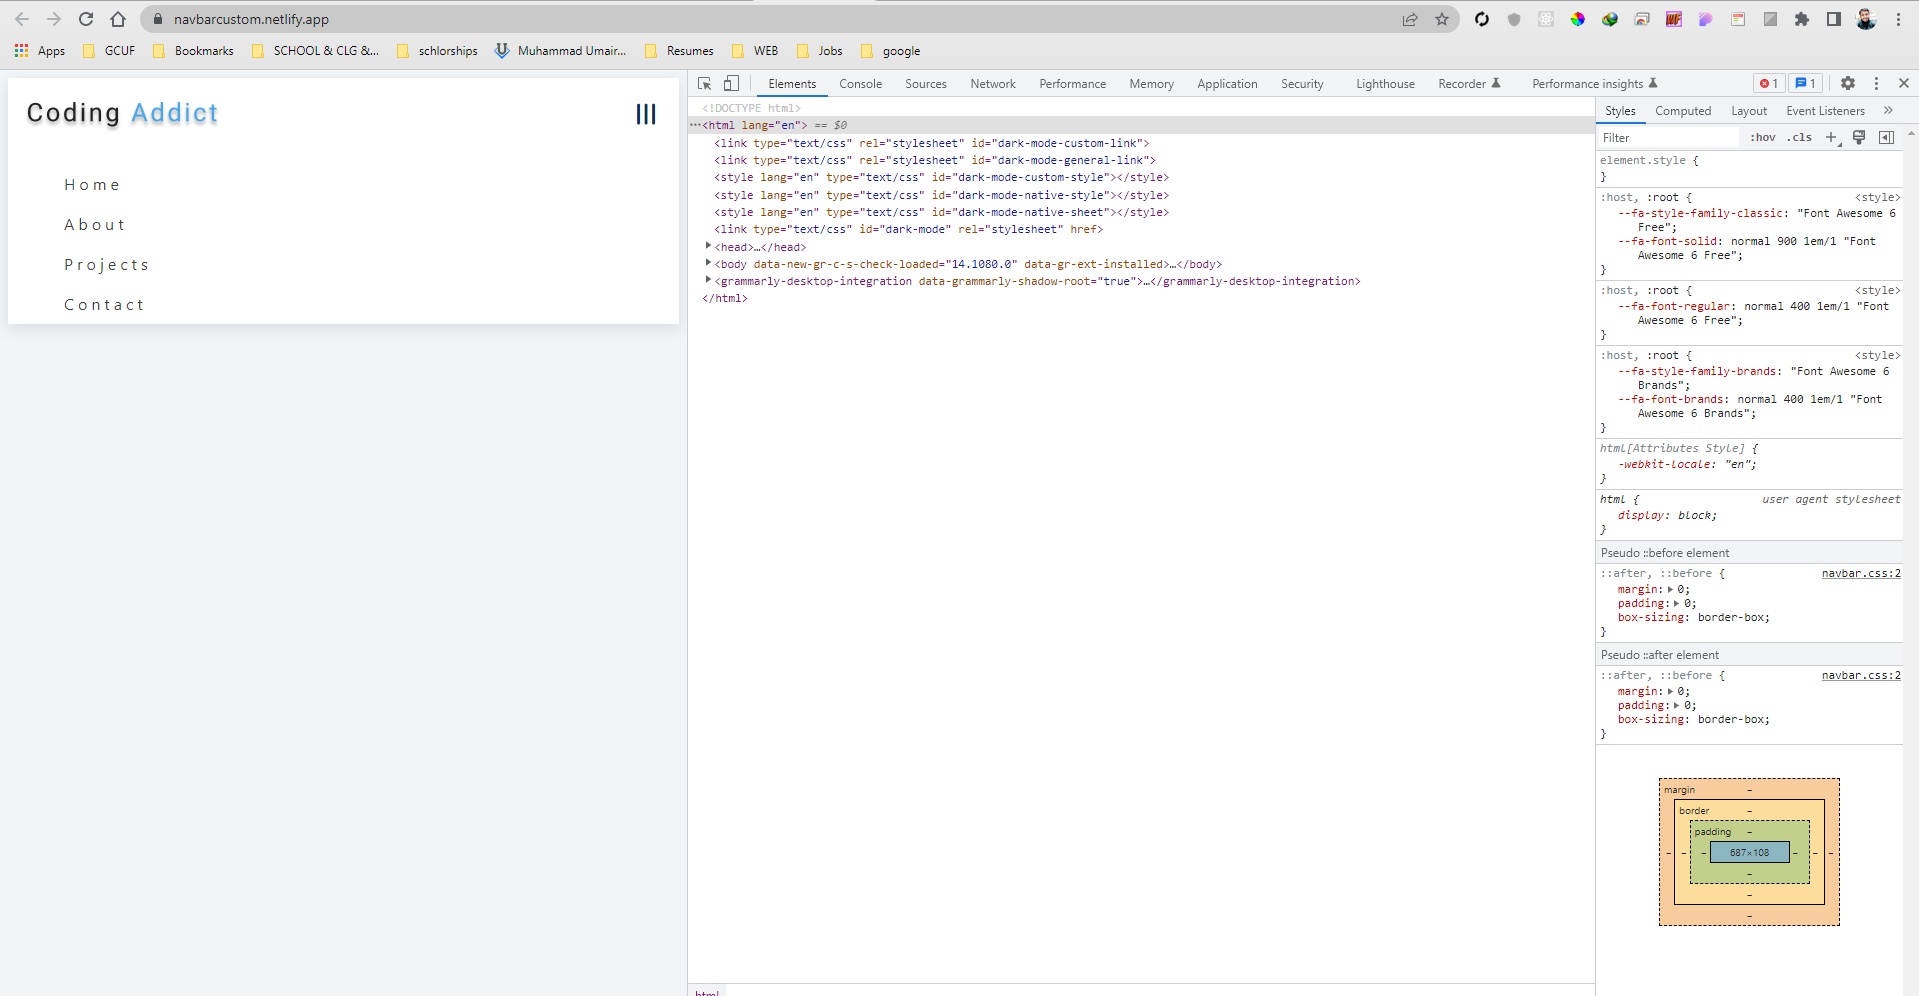 navbarcustom.netlify.app
Apps GCUF Bookmarks SCHOOL & CLG &... schlorships Muhammad Umair... Resumes WEB Jobs google
Coding Addict
Home
About
Projects
Contact
Elements Console Sources Network Performance Memory Application Security Lighthouse Recorder Performance insights 1 1
<!DOCTYPE html>
···<html lang="en"> == $0
<link type="text/css" rel="stylesheet" id="dark-mode-custom-link">
<link type="text/css" rel="stylesheet" id="dark-mode-general-link">
<style lang="en" type="text/css" id="dark-mode-custom-style"></style>
<style lang="en" type="text/css" id="dark-mode-native-style"></style>
<style lang="en" type="text/css" id="dark-mode-native-sheet"></style>
<link type="text/css" id="dark-mode" rel="stylesheet" href>
<head>…</head>
<body data-new-gr-c-s-check-loaded="14.1080.0" data-gr-ext-installed>…</body>
<grammarly-desktop-integration data-grammarly-shadow-root="true">…</grammarly-desktop-integration>
</html>
html
Styles Computed Layout Event Listeners »
Filter :hov .cls
element.style {
}
:host, :root { <style>
--fa-style-family-classic: "Font Awesome 6
Free";
--fa-font-solid: normal 900 1em/1 "Font
Awesome 6 Free";
}
:host, :root { <style>
--fa-font-regular: normal 400 1em/1 "Font
Awesome 6 Free";
}
:host, :root { <style>
--fa-style-family-brands: "Font Awesome 6
Brands";
--fa-font-brands: normal 400 1em/1 "Font
Awesome 6 Brands";
}
html[Attributes Style] {
-webkit-locale: "en";
}
html { user agent stylesheet
display: block;
}
Pseudo ::before element
::after, ::before { navbar.css:2
margin: 0;
padding: 0;
box-sizing: border-box;
}
Pseudo ::after element
::after, ::before { navbar.css:2
margin: 0;
padding: 0;
box-sizing: border-box;
}
margin –
border –
padding –
– – – 687×108 – – –
–
–
–